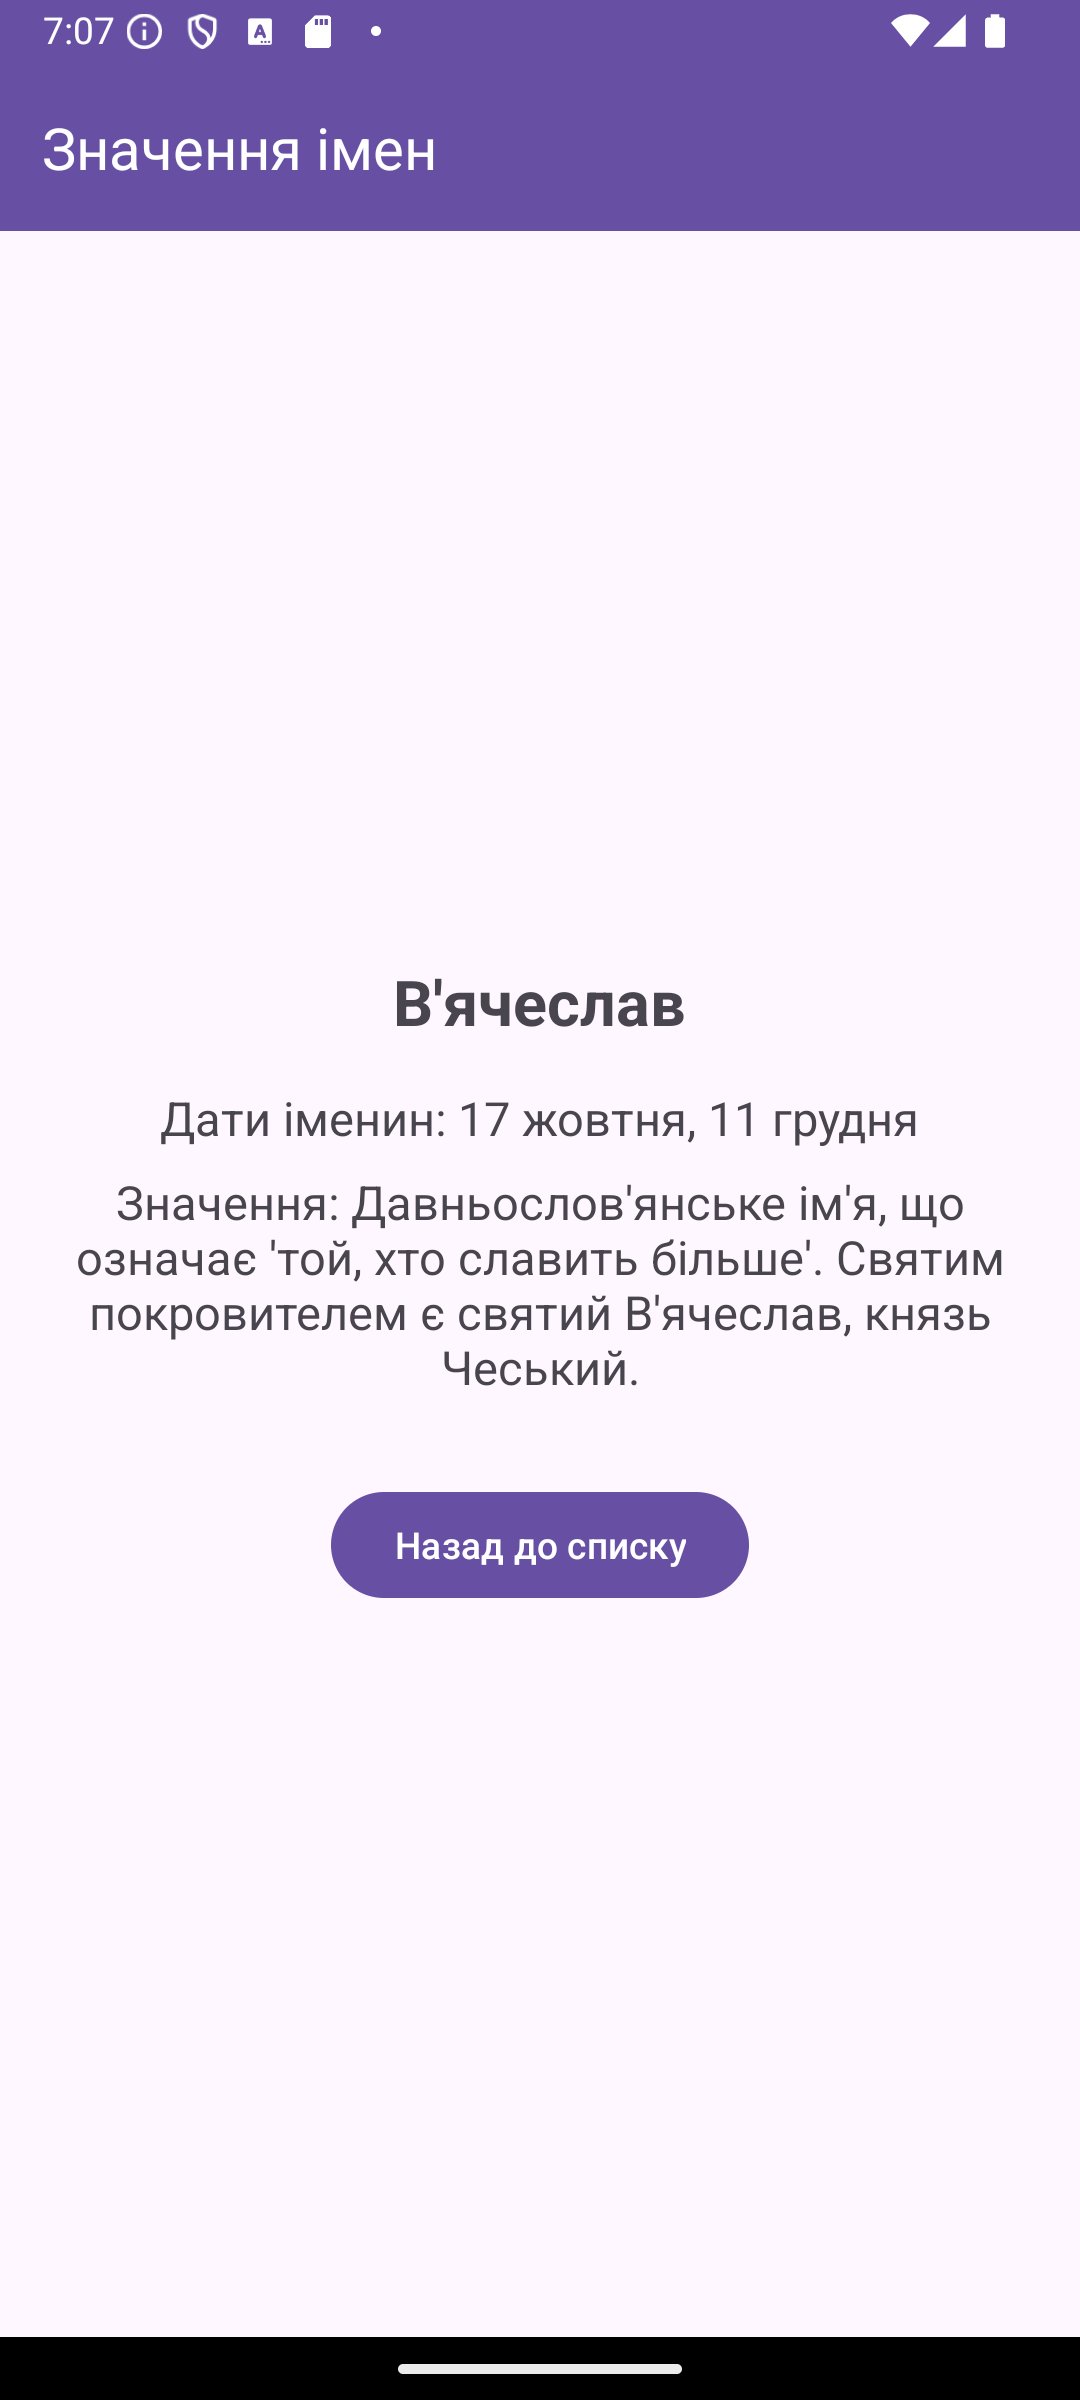 7:07
Значення імен
В'ячеслав
Дати іменин: 17 жовтня, 11 грудня
Значення: Давньослов'янське ім'я, що
означає 'той, хто славить більше'. Святим
покровителем є святий В'ячеслав, князь
Чеський.
Назад до списку